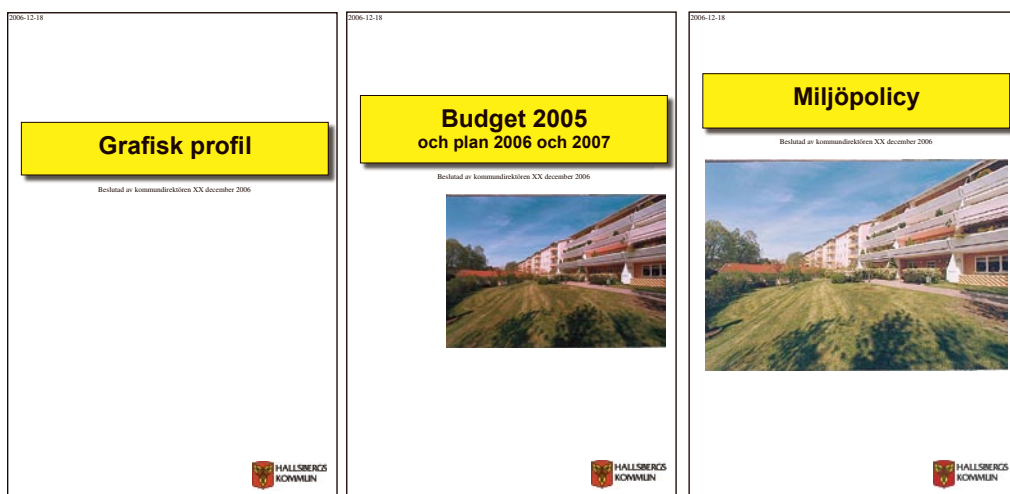 2006-12-18
Grafisk profil
Beslutad av kommundirektören XX december 2006
HALLSBERGS
KOMMUN
2006-12-18
Budget 2005
och plan 2006 och 2007
Beslutad av kommundirektören XX december 2006
HALLSBERGS
KOMMUN
2006-12-18
Miljöpolicy
Beslutad av kommundirektören XX december 2006
HALLSBERGS
KOMMUN